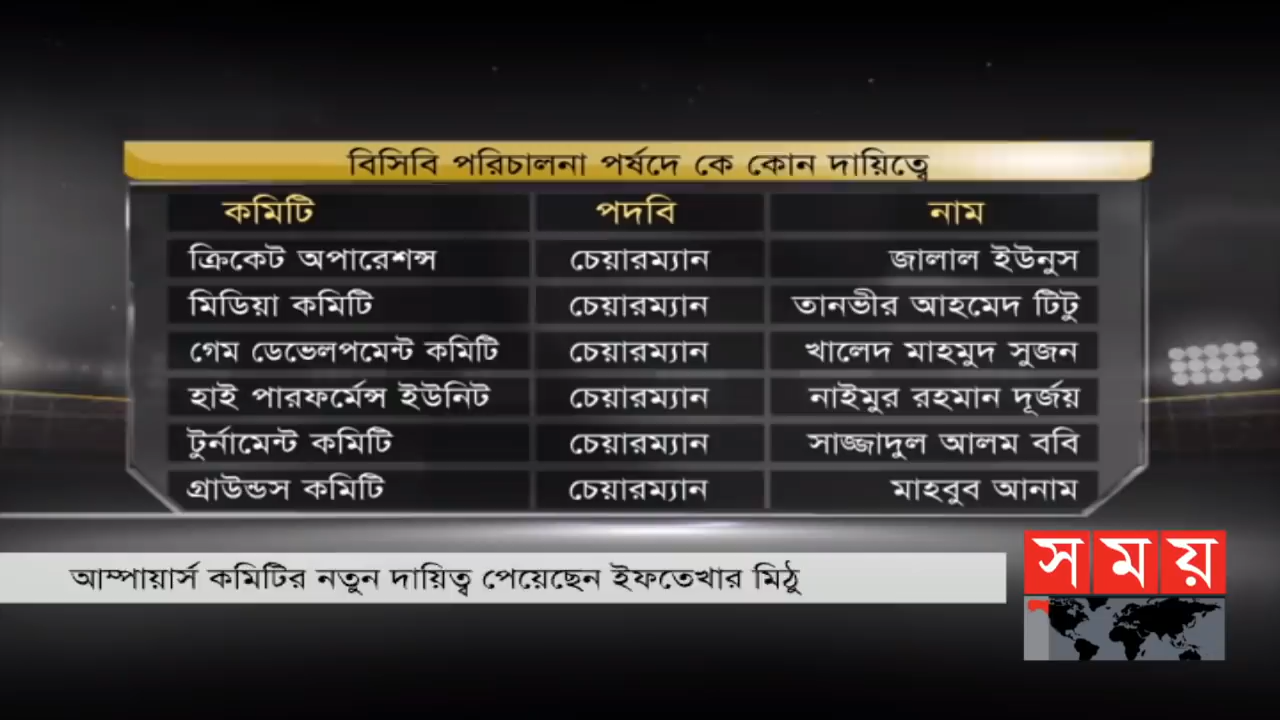 বিসিবি পরিচালনা পর্ষদে কে কোন দায়িত্বে
কমিটি পদবি নাম
ক্রিকেট অপারেশন্স চেয়ারম্যান জালাল ইউনুস
মিডিয়া কমিটি চেয়ারম্যান তানভীর আহমেদ টিটু
গেম ডেভেলপমেন্ট কমিটি চেয়ারম্যান খালেদ মাহমুদ সুজন
হাই পারফর্মেন্স ইউনিট চেয়ারম্যান নাইমুর রহমান দূর্জয়
টুর্নামেন্ট কমিটি চেয়ারম্যান সাজ্জাদুল আলম ববি
গ্রাউন্ডস কমিটি চেয়ারম্যান মাহবুব আনাম
আম্পায়ার্স কমিটির নতুন দায়িত্ব পেয়েছেন ইফতেখার মিঠু
সময়